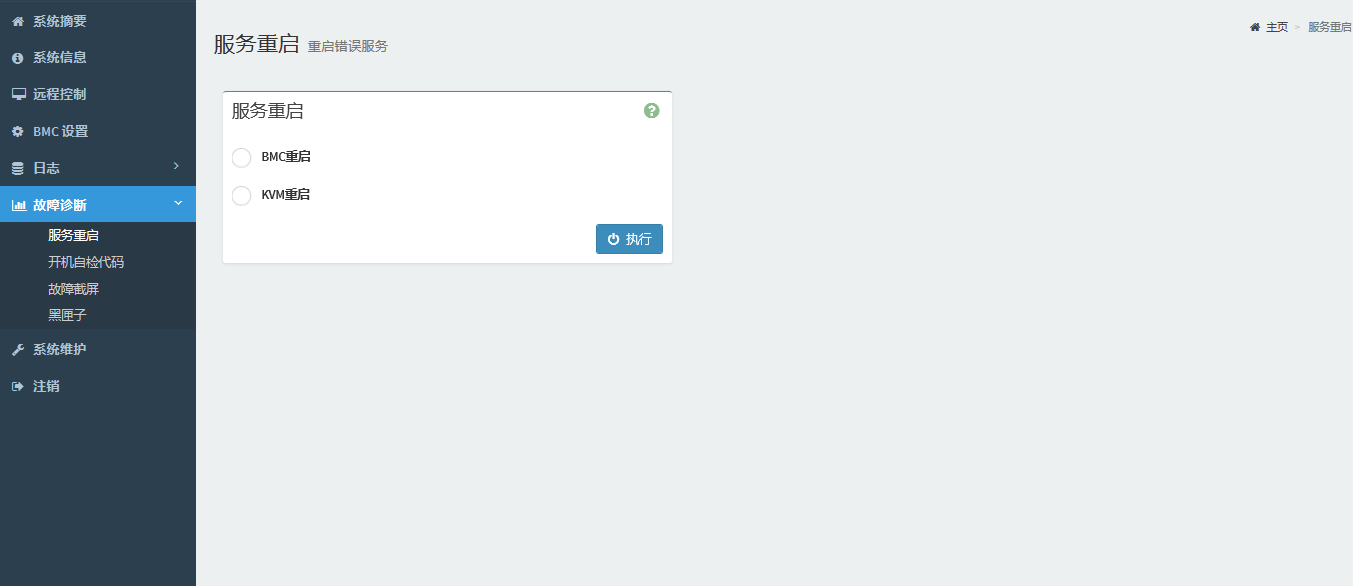 系统摘要
系统信息
远程控制
BMC 设置
日志
故障诊断
服务重启
开机自检代码
故障截屏
黑匣子
系统维护
注销
服务重启 重启错误服务
主页 > 服务重启
服务重启
BMC重启
KVM重启
执行